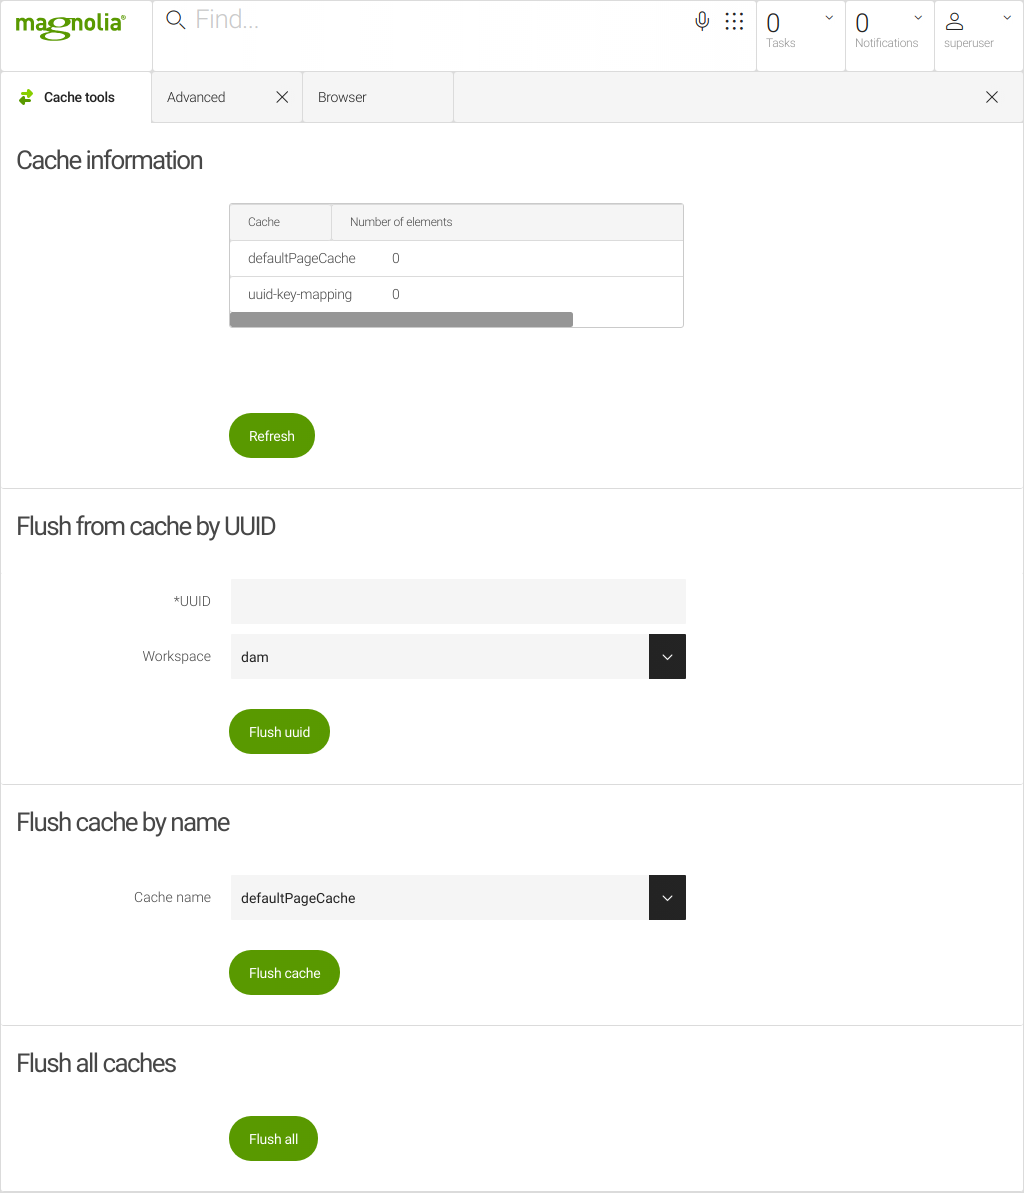 magnolia®
Find...
0
Tasks
0
Notifications
superuser
Cache tools
Advanced
Browser
Cache information
Cache Number of elements
defaultPageCache 0
uuid-key-mapping 0
Refresh
Flush from cache by UUID
*UUID
Workspace dam
Flush uuid
Flush cache by name
Cache name defaultPageCache
Flush cache
Flush all caches
Flush all